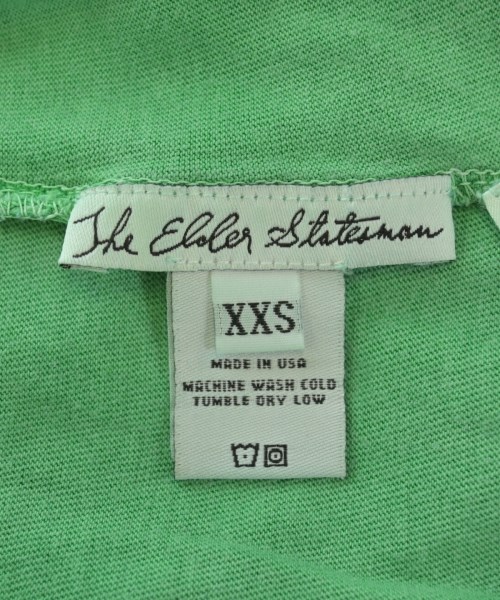 The Elder Statesman
XXS
MADE IN USA
MACHINE WASH COLD
TUMBLE DRY LOW